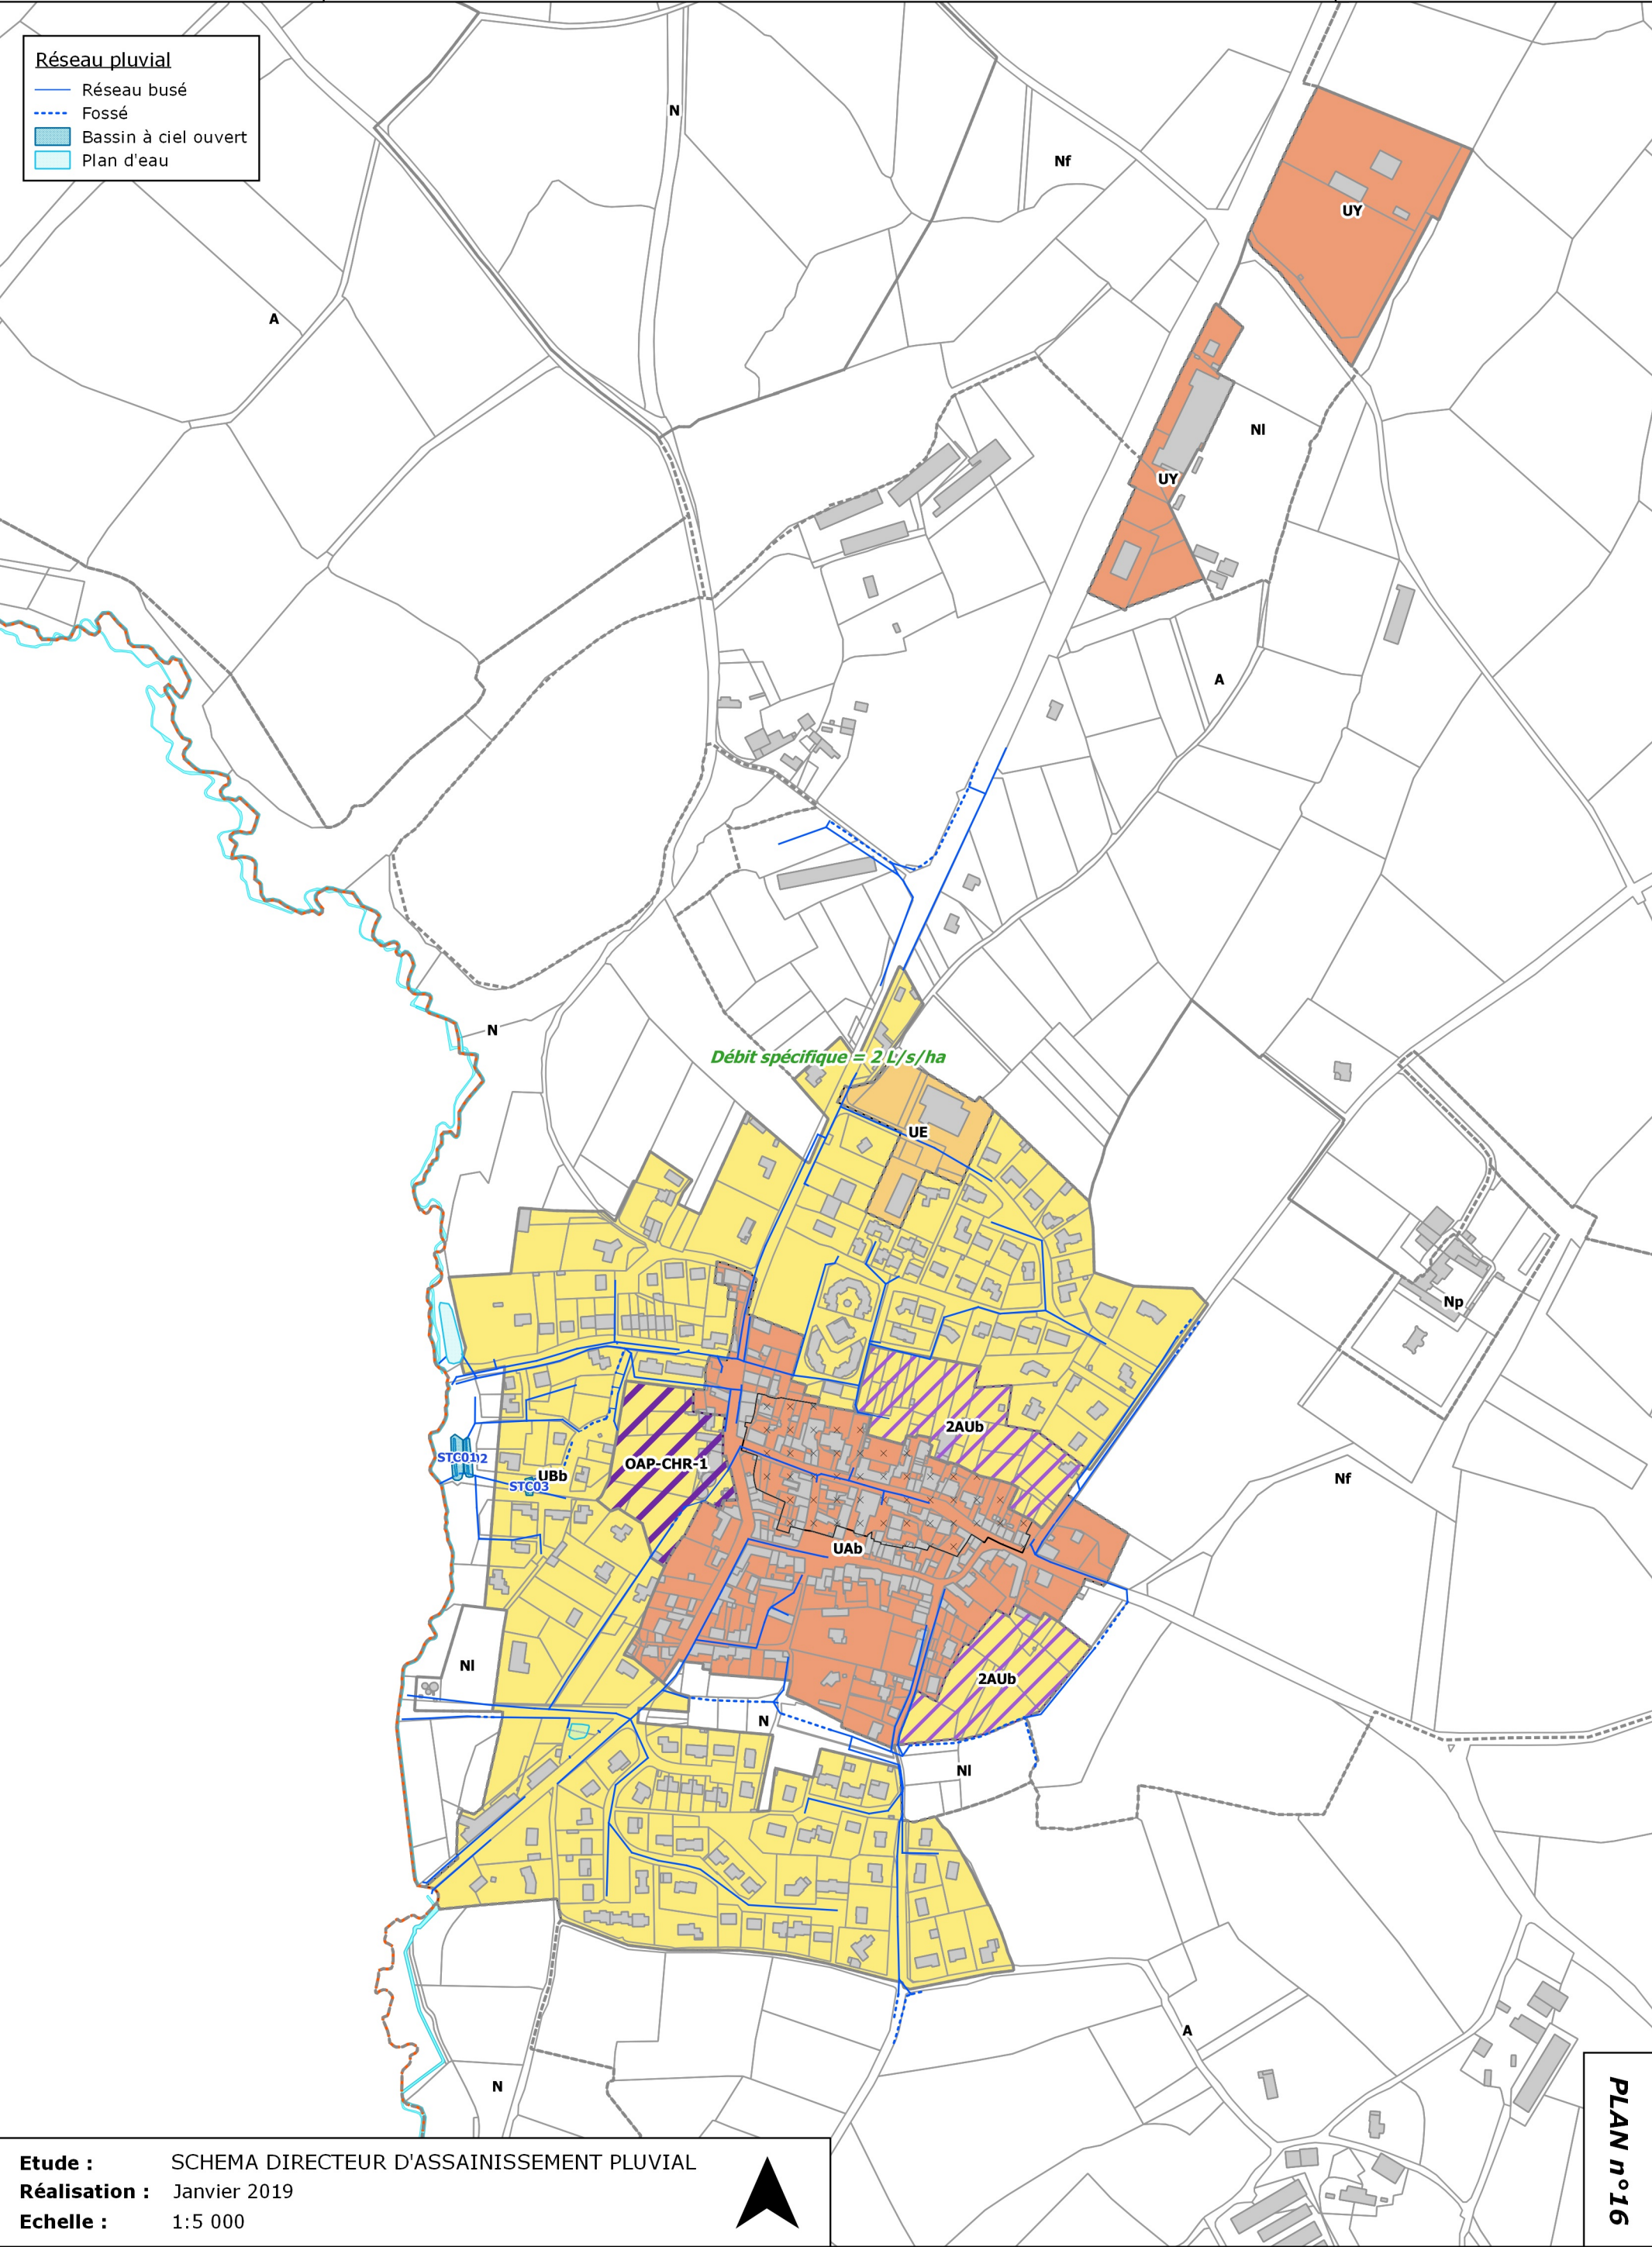 Réseau pluvial
Réseau busé
Fossé
Bassin à ciel ouvert
Plan d'eau
N
Nf
UY
A
Nl
UY
A
N
Débit spécifique = 2 L/s/ha
UE
Np
2AUb
STC01
STC03
UBb
OAP-CHR-1
Nf
UAb
Nl
2AUb
N
Nl
A
N
PLAN n°16
Etude : SCHEMA DIRECTEUR D'ASSAINISSEMENT PLUVIAL
Réalisation : Janvier 2019
Echelle : 1:5 000